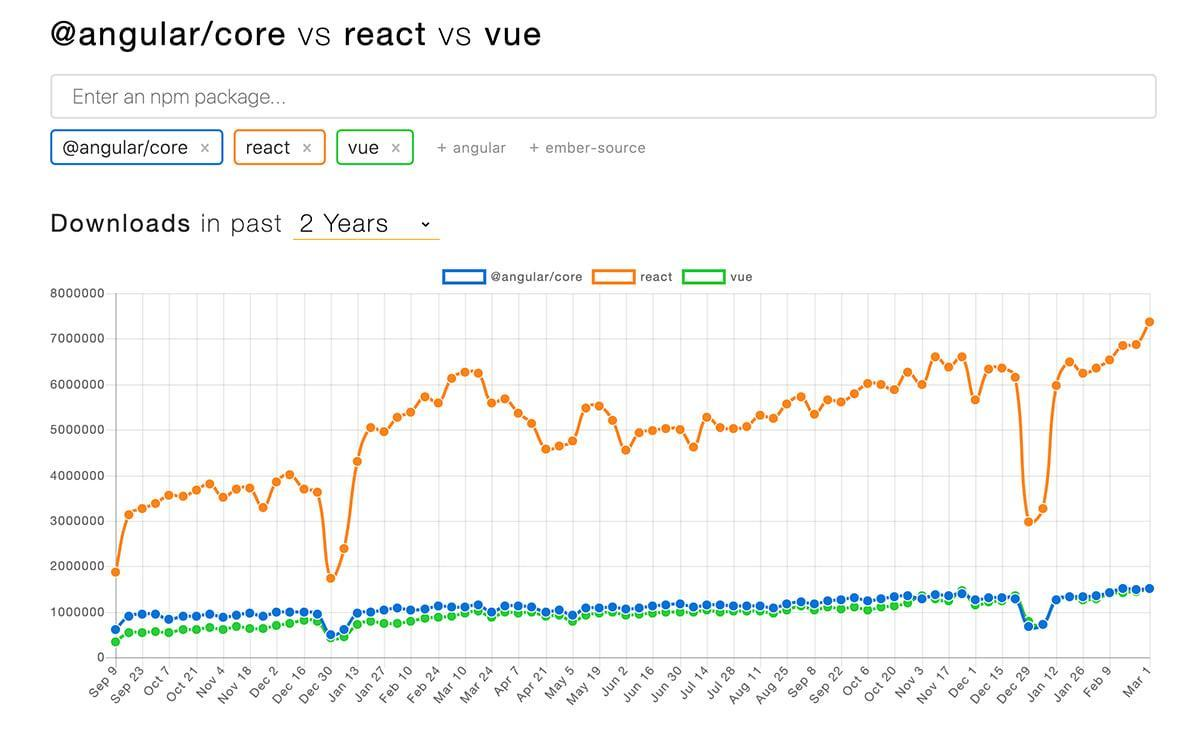 @angular/core vs react vs vue
Enter an npm package...
@angular/core × react × vue × + angular + ember-source
Downloads in past 2 Years
@angular/core react vue
8000000
7000000
6000000
5000000
4000000
3000000
2000000
1000000
0
Sep 9 Sep 23 Oct 7 Oct 21 Nov 4 Nov 18 Dec 2 Dec 16 Dec 30 Jan 13 Jan 27 Feb 10 Feb 24 Mar 10 Mar 24 Apr 7 Apr 21 May 5 May 19 Jun 2 Jun 16 Jun 30 Jul 14 Jul 28 Aug 11 Aug 25 Sep 8 Sep 22 Oct 6 Oct 20 Nov 3 Nov 17 Dec 1 Dec 15 Dec 29 Jan 12 Jan 26 Feb 9 Mar 1